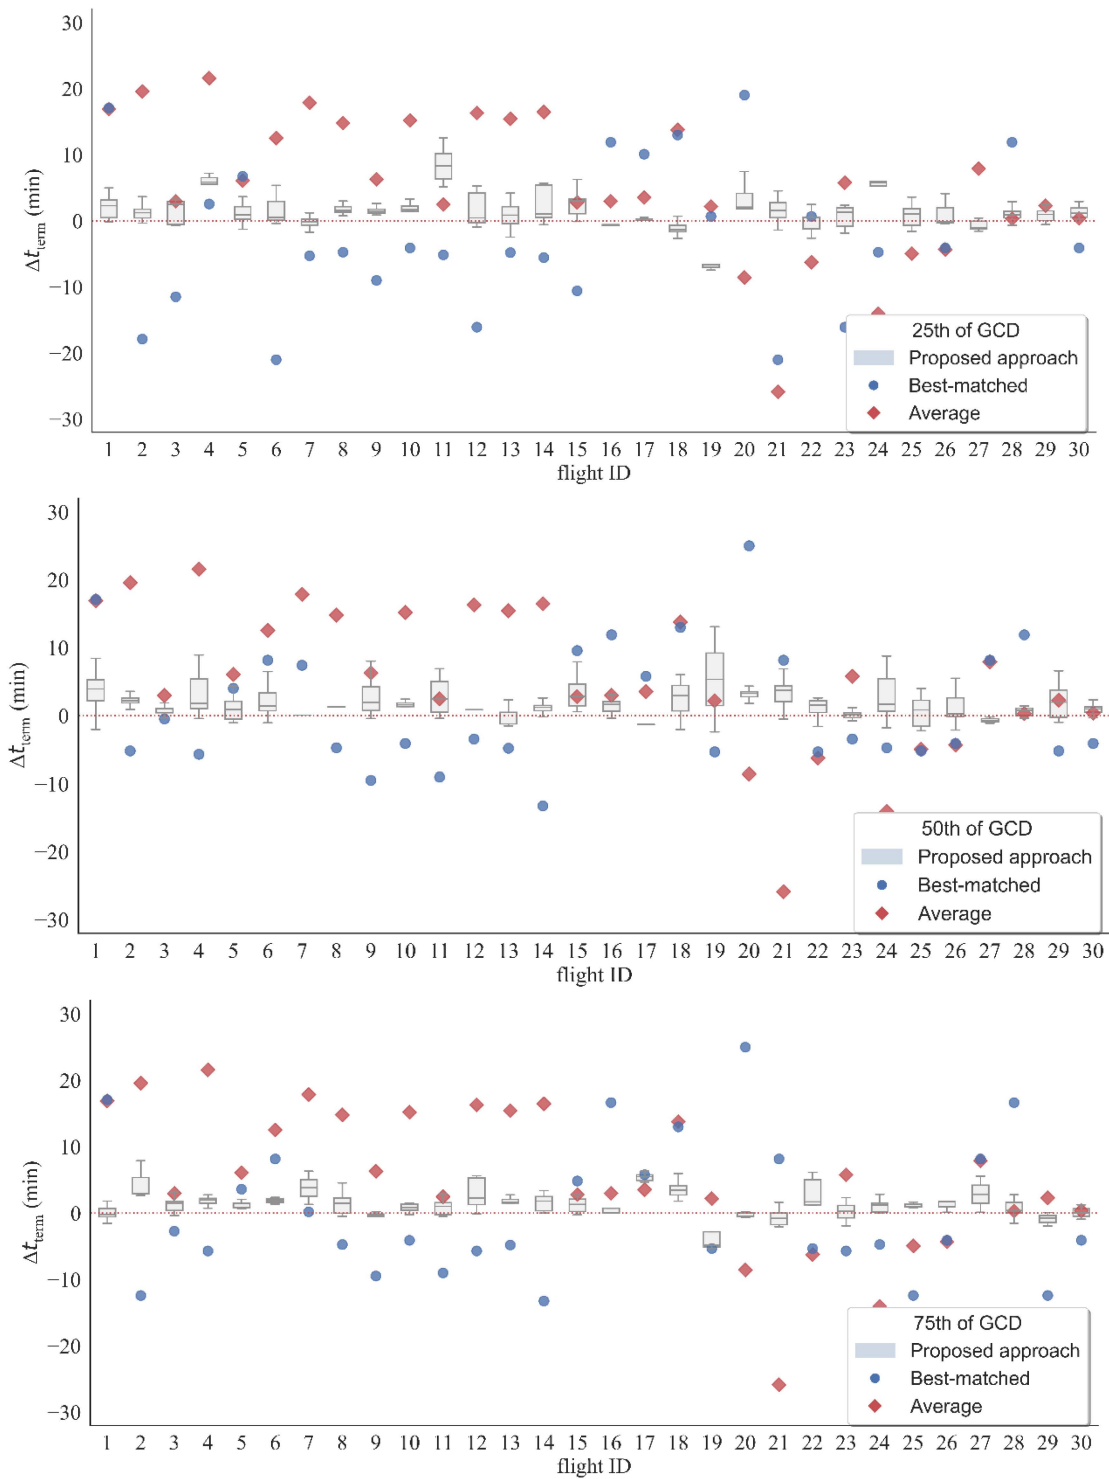 30
20
10
0
−10
−20
−30
Δt_term (min)
25th of GCD
Proposed approach
Best-matched
Average
1 2 3 4 5 6 7 8 9 10 11 12 13 14 15 16 17 18 19 20 21 22 23 24 25 26 27 28 29 30
flight ID
30
20
10
0
−10
−20
−30
Δt_term (min)
50th of GCD
Proposed approach
Best-matched
Average
1 2 3 4 5 6 7 8 9 10 11 12 13 14 15 16 17 18 19 20 21 22 23 24 25 26 27 28 29 30
flight ID
30
20
10
0
−10
−20
−30
Δt_term (min)
75th of GCD
Proposed approach
Best-matched
Average
1 2 3 4 5 6 7 8 9 10 11 12 13 14 15 16 17 18 19 20 21 22 23 24 25 26 27 28 29 30
flight ID